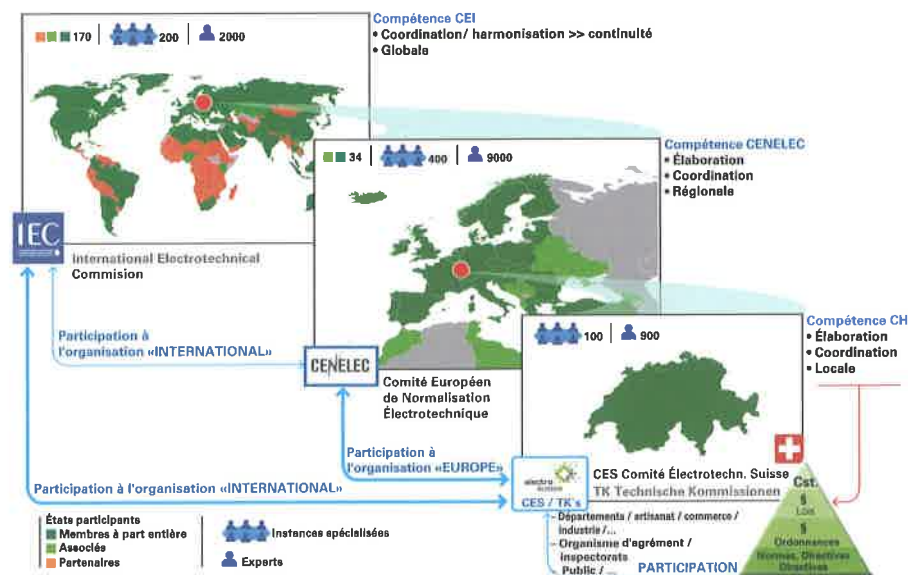 Compétence CEI
• Coordination/ harmonisation >> continuité
• Globale
170
200
2000
Compétence CENELEC
• Élaboration
• Coordination
• Régionale
34
400
9000
IEC
International Electrotechnical
Commision
Compétence CH
• Élaboration
• Coordination
• Locale
100
900
Participation à
l'organisation «INTERNATIONAL»
CENELEC
Comité Européen
de Normalisation
Électrotechnique
Participation à
l'organisation «EUROPE»
Participation à l'organisation «INTERNATIONAL»
electro
suisse
CES / TK's
CES Comité Électrotechn. Suisse
TK Technische Kommissionen
Cst.
§
Lois
§
Ordonnances
Normes, Directives
Directives
– Départements / artisanat / commerce /
industrie /...
– Organisme d'agrément /
inspectorats
Public / ...
PARTICIPATION
États participants
Membres à part entière
Associés
Partenaires
Instances spécialisées
Experts